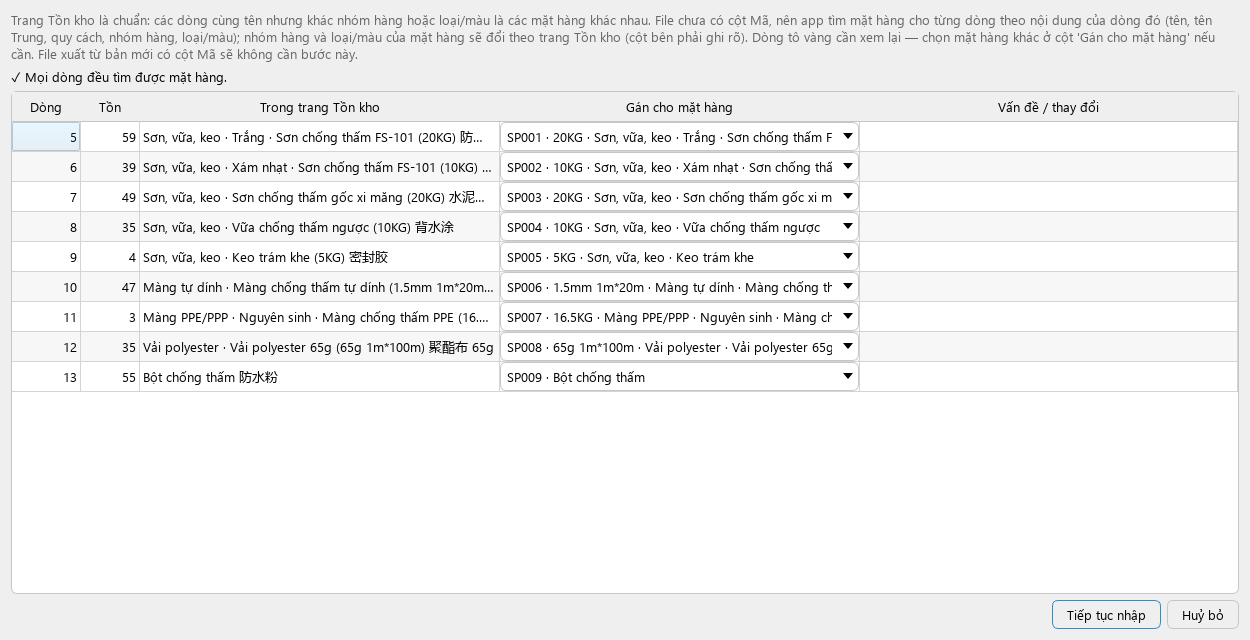 Trang Tồn kho là chuẩn: các dòng cùng tên nhưng khác nhóm hàng hoặc loại/màu là các mặt hàng khác nhau. File chưa có cột Mã, nên app tìm mặt hàng cho từng dòng theo nội dung của dòng đó (tên, tên
Trung, quy cách, nhóm hàng, loại/màu); nhóm hàng và loại/màu của mặt hàng sẽ đổi theo trang Tồn kho (cột bên phải ghi rõ). Dòng tô vàng cần xem lại — chọn mặt hàng khác ở cột 'Gán cho mặt hàng' nếu
cần. File xuất từ bản mới có cột Mã sẽ không cần bước này.
✓ Mọi dòng đều tìm được mặt hàng.
Dòng Tồn Trong trang Tồn kho Gán cho mặt hàng Vấn đề / thay đổi
5 59 Sơn, vữa, keo · Trắng · Sơn chống thấm FS-101 (20KG) 防... SP001 · 20KG · Sơn, vữa, keo · Trắng · Sơn chống thấm F
6 39 Sơn, vữa, keo · Xám nhạt · Sơn chống thấm FS-101 (10KG) ... SP002 · 10KG · Sơn, vữa, keo · Xám nhạt · Sơn chống thấ
7 49 Sơn, vữa, keo · Sơn chống thấm gốc xi măng (20KG) 水泥... SP003 · 20KG · Sơn, vữa, keo · Sơn chống thấm gốc xi m
8 35 Sơn, vữa, keo · Vữa chống thấm ngược (10KG) 背水涂 SP004 · 10KG · Sơn, vữa, keo · Vữa chống thấm ngược
9 4 Sơn, vữa, keo · Keo trám khe (5KG) 密封胶 SP005 · 5KG · Sơn, vữa, keo · Keo trám khe
10 47 Màng tự dính · Màng chống thấm tự dính (1.5mm 1m*20m... SP006 · 1.5mm 1m*20m · Màng tự dính · Màng chống th
11 3 Màng PPE/PPP · Nguyên sinh · Màng chống thấm PPE (16.... SP007 · 16.5KG · Màng PPE/PPP · Nguyên sinh · Màng ch
12 35 Vải polyester · Vải polyester 65g (65g 1m*100m) 聚酯布 65g SP008 · 65g 1m*100m · Vải polyester · Vải polyester 65g
13 55 Bột chống thấm 防水粉 SP009 · Bột chống thấm
Tiếp tục nhập Huỷ bỏ